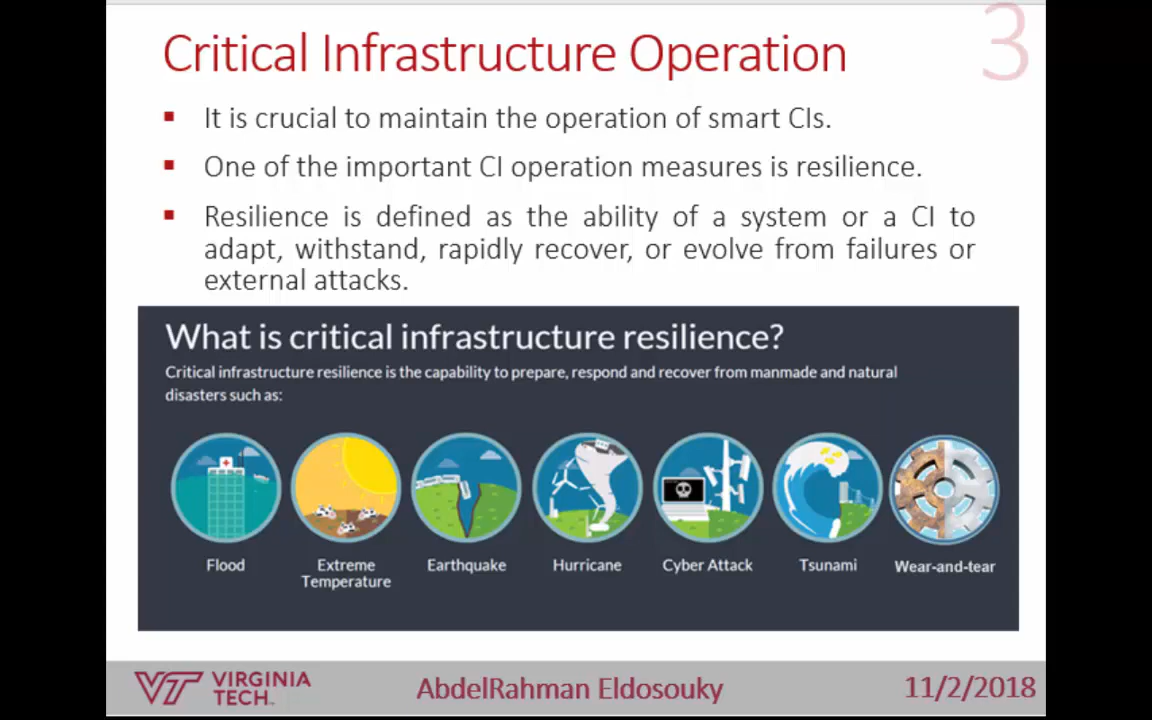 3
Critical Infrastructure Operation
▪ It is crucial to maintain the operation of smart CIs.
▪ One of the important CI operation measures is resilience.
▪ Resilience is defined as the ability of a system or a CI to
adapt, withstand, rapidly recover, or evolve from failures or
external attacks.
What is critical infrastructure resilience?
Critical infrastructure resilience is the capability to prepare, respond and recover from manmade and natural
disasters such as:
Flood
Extreme
Temperature
Earthquake
Hurricane
Cyber Attack
Tsunami
Wear-and-tear
VT VIRGINIA
TECH
AbdelRahman Eldosouky
11/2/2018